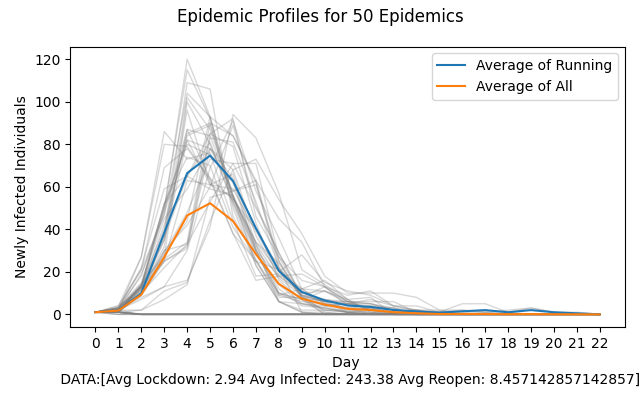 Epidemic Profiles for 50 Epidemics
Average of Running
Average of All
Newly Infected Individuals
120
100
80
60
40
20
0
0 1 2 3 4 5 6 7 8 9 10 11 12 13 14 15 16 17 18 19 20 21 22
Day
DATA:[Avg Lockdown: 2.94 Avg Infected: 243.38 Avg Reopen: 8.457142857142857]